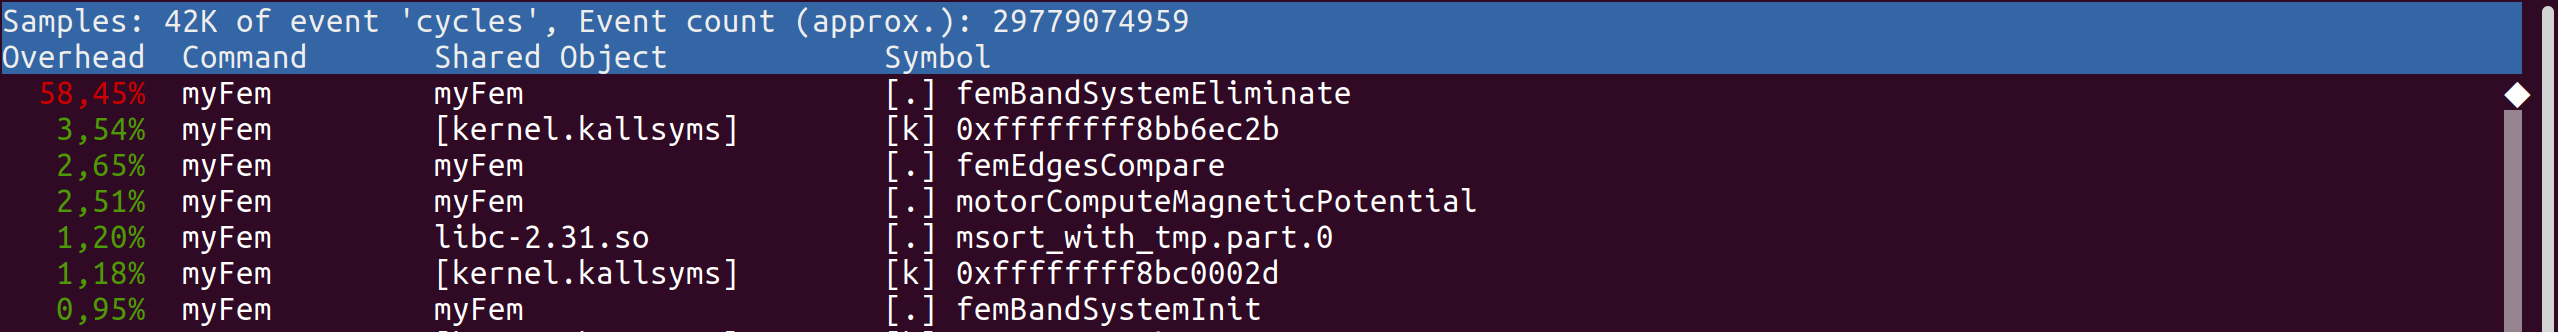 Samples: 42K of event 'cycles', Event count (approx.): 29779074959
Overhead  Command       Shared Object            Symbol
58,45%  myFem         myFem                    [.] femBandSystemEliminate
3,54%  myFem         [kernel.kallsyms]        [k] 0xffffffff8bb6ec2b
2,65%  myFem         myFem                    [.] femEdgesCompare
2,51%  myFem         myFem                    [.] motorComputeMagneticPotential
1,20%  myFem         libc-2.31.so             [.] msort_with_tmp.part.0
1,18%  myFem         [kernel.kallsyms]        [k] 0xffffffff8bc0002d
0,95%  myFem         myFem                    [.] femBandSystemInit